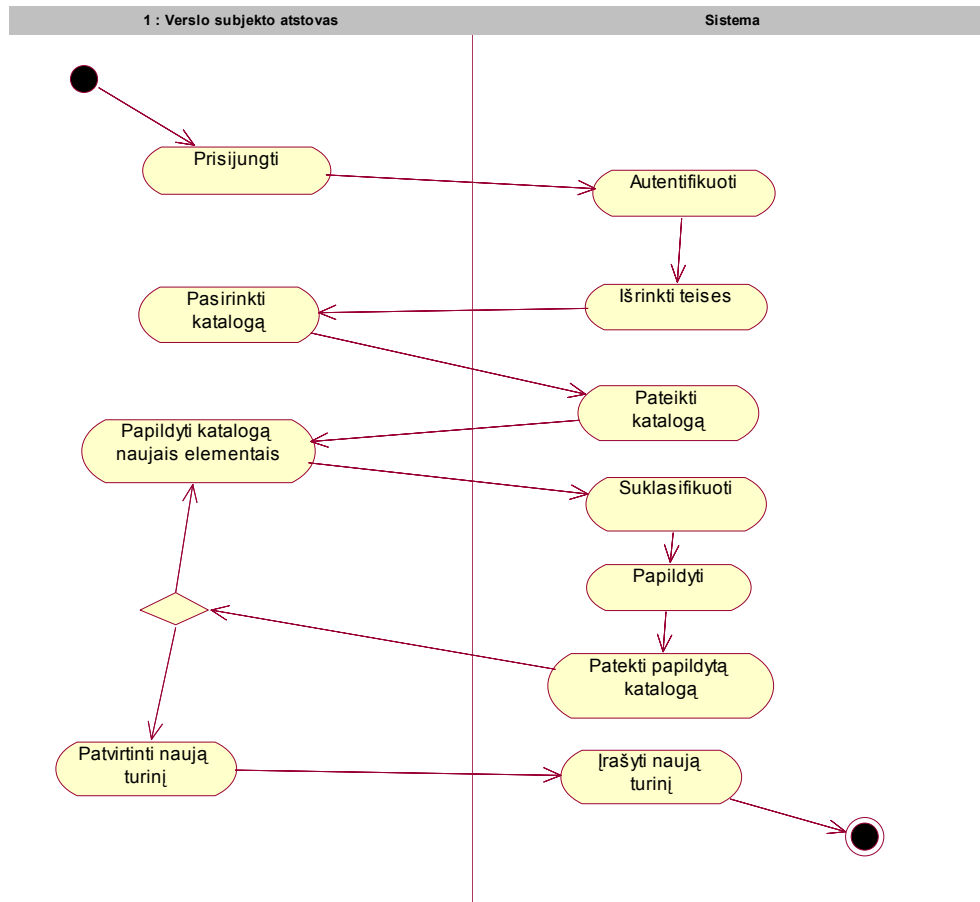 1 : Verslo subjekto atstovas
Sistema
Prisijungti
Autentifikuoti
Išrinkti teises
Pasirinkti
katalogą
Pateikti
katalogą
Papildyti katalogą
naujais elementais
Suklasifikuoti
Papildyti
Patekti papildytą
katalogą
Patvirtinti naują
turinį
Įrašyti naują
turinį